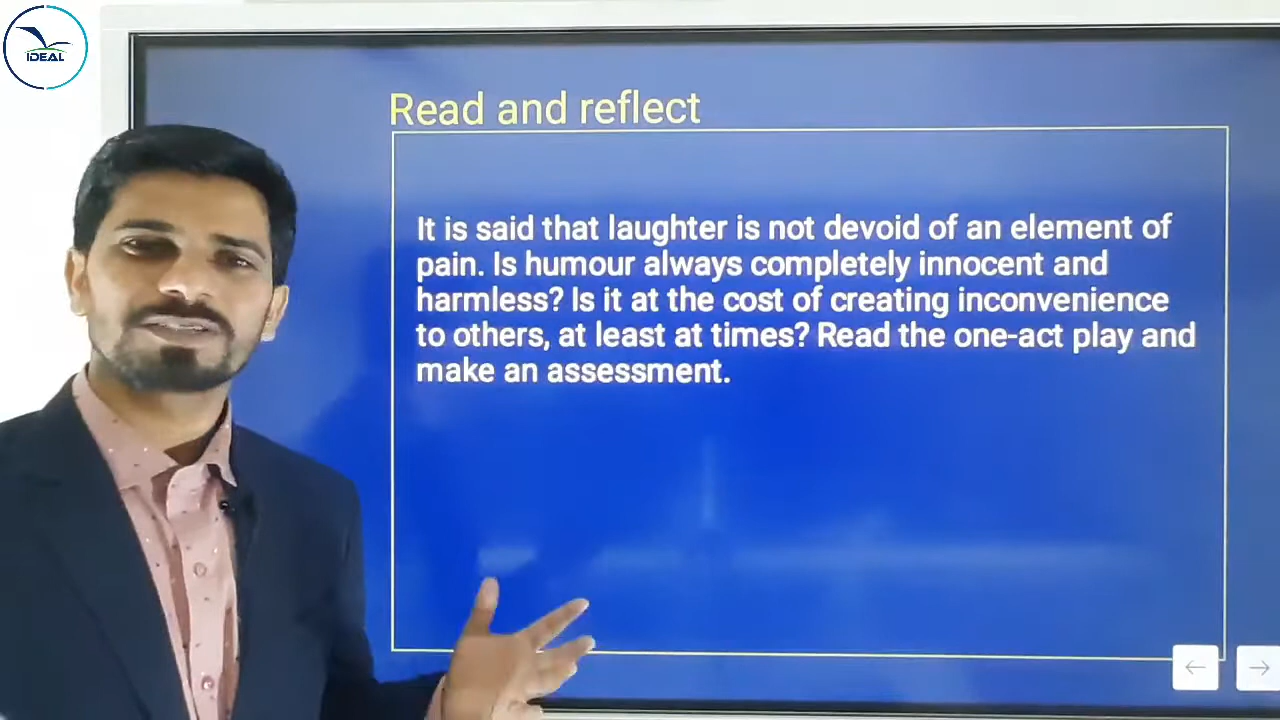 IDEAL
Read and reflect
It is said that laughter is not devoid of an element of
pain. Is humour always completely innocent and
harmless? Is it at the cost of creating inconvenience
to others, at least at times? Read the one-act play and
make an assessment.